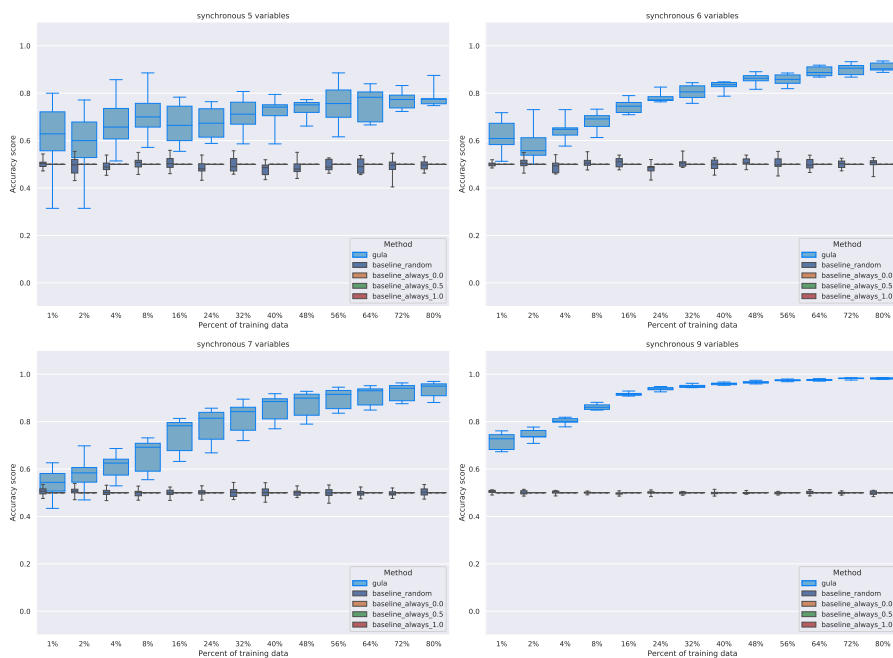 synchronous 5 variables
1.0
0.8
0.6
0.4
0.2
0.0
Accuracy score
Method
gula
baseline_random
baseline_always_0.0
baseline_always_0.5
baseline_always_1.0
1% 2% 4% 8% 16% 24% 32% 40% 48% 56% 64% 72% 80%
Percent of training data
synchronous 6 variables
1.0
0.8
0.6
0.4
0.2
0.0
Accuracy score
Method
gula
baseline_random
baseline_always_0.0
baseline_always_0.5
baseline_always_1.0
1% 2% 4% 8% 16% 24% 32% 40% 48% 56% 64% 72% 80%
Percent of training data
synchronous 7 variables
1.0
0.8
0.6
0.4
0.2
0.0
Accuracy score
Method
gula
baseline_random
baseline_always_0.0
baseline_always_0.5
baseline_always_1.0
1% 2% 4% 8% 16% 24% 32% 40% 48% 56% 64% 72% 80%
Percent of training data
synchronous 9 variables
1.0
0.8
0.6
0.4
0.2
0.0
Accuracy score
Method
gula
baseline_random
baseline_always_0.0
baseline_always_0.5
baseline_always_1.0
1% 2% 4% 8% 16% 24% 32% 40% 48% 56% 64% 72% 80%
Percent of training data